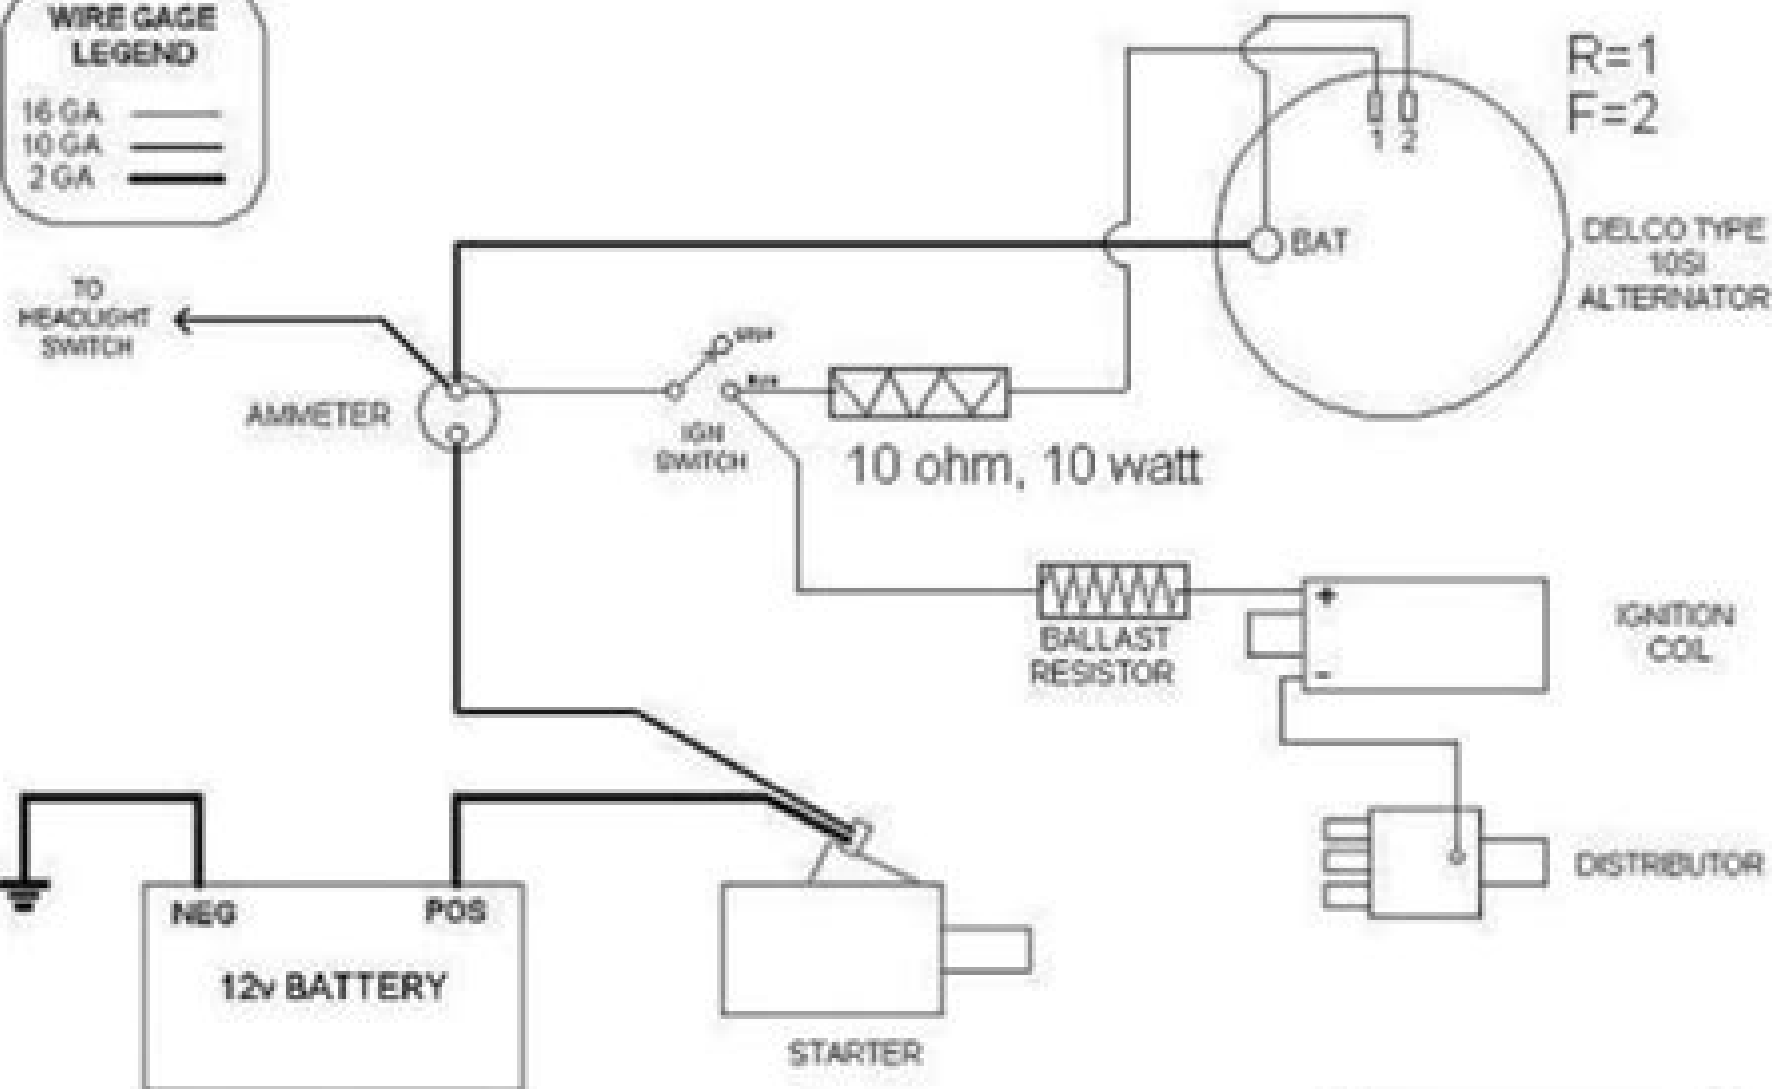 WIRE GAGE
LEGEND
16 GA
10 GA
2 GA
R=1
F=2
1 2
BAT
DELCO TYPE
10SI
ALTERNATOR
TO
HEADLIGHT
SWITCH
AMMETER
IGN
SWITCH
10 ohm, 10 watt
BALLAST
RESISTOR
+
-
IGNITION
COIL
DISTRIBUTOR
NEG
POS
12v BATTERY
STARTER